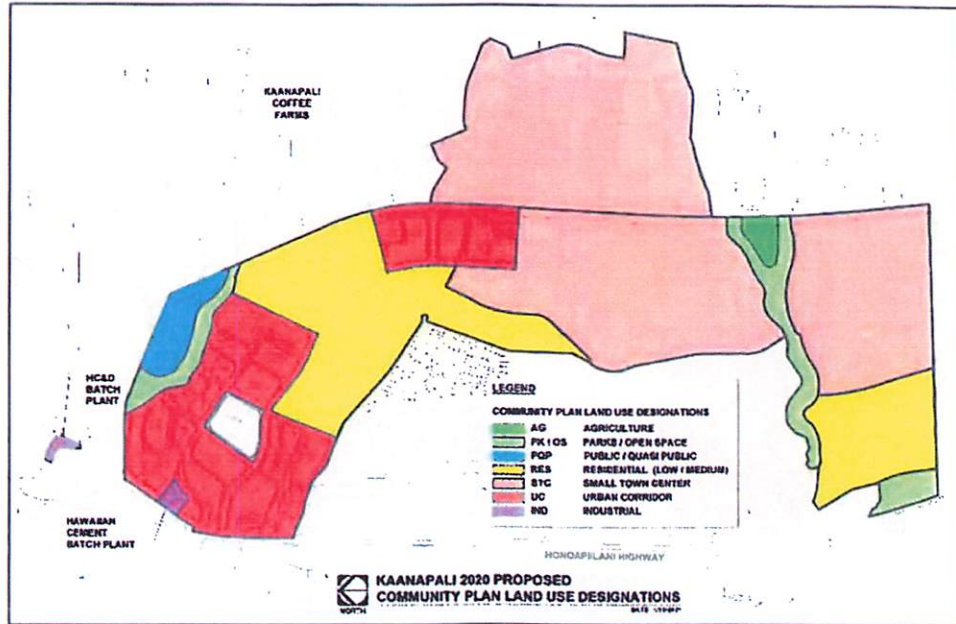 KAANAPALI
COFFEE
FARMS
HC&D
BATCH
PLANT
HAWAIIAN
CEMENT
BATCH PLANT
LEGEND
COMMUNITY PLAN LAND USE DESIGNATIONS
AG AGRICULTURE
PK / OS PARKS / OPEN SPACE
PQP PUBLIC / QUASI PUBLIC
RES RESIDENTIAL (LOW / MEDIUM)
STC SMALL TOWN CENTER
UC URBAN CORRIDOR
IND INDUSTRIAL
HONOAPIILANI HIGHWAY
NORTH
KAANAPALI 2020 PROPOSED
COMMUNITY PLAN LAND USE DESIGNATIONS
DATE